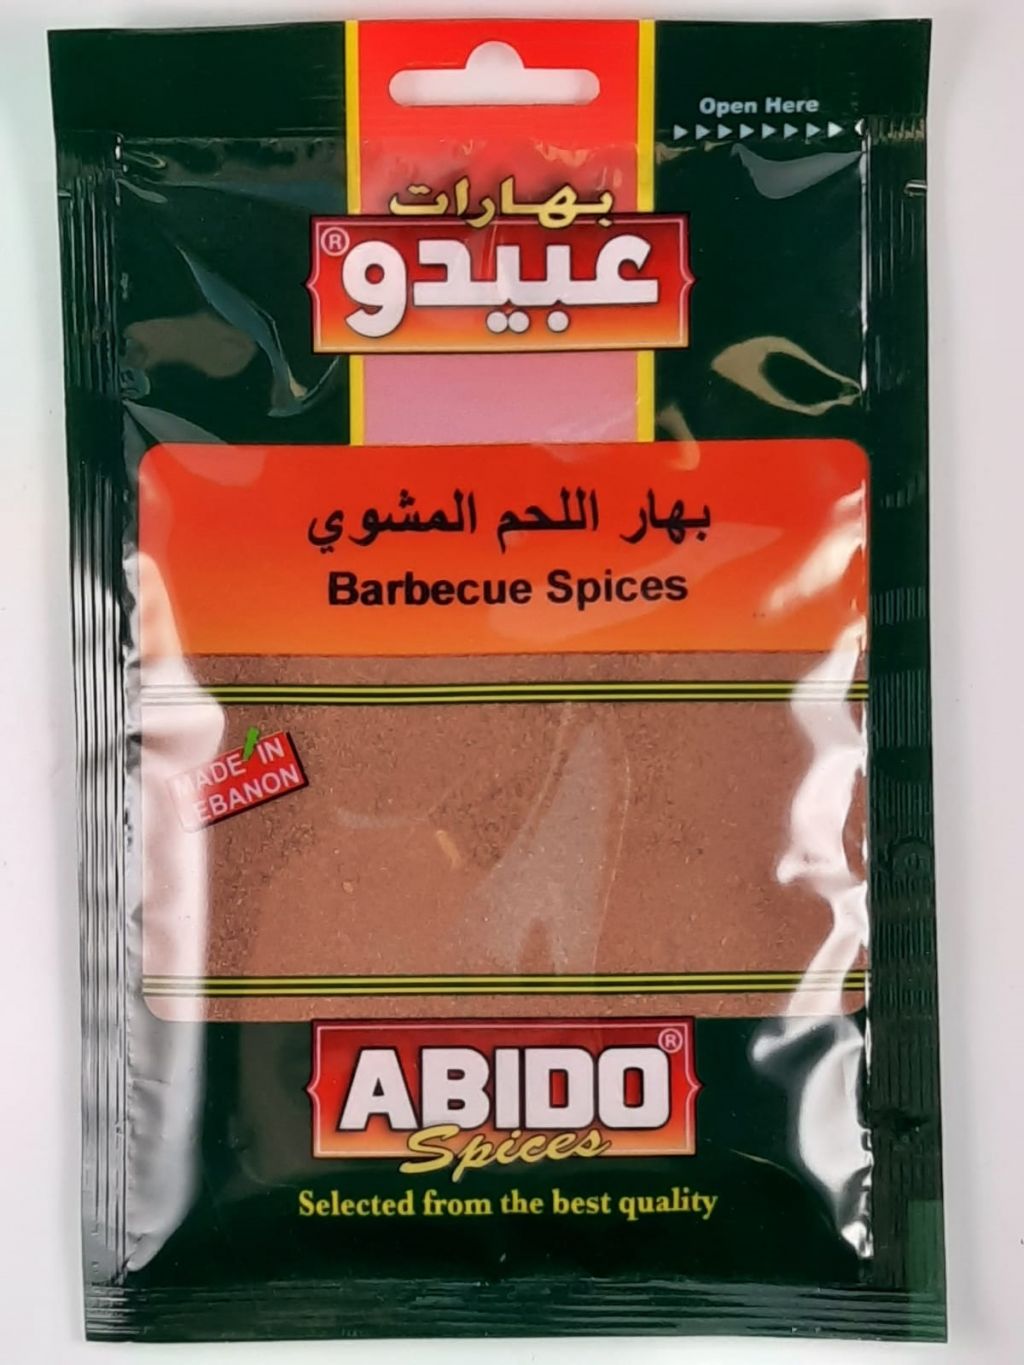 Open Here
بهارات
عبيدو ®
بهار اللحم المشوي
Barbecue Spices
MADE IN
LEBANON
ABIDO ®
Spices
Selected from the best quality